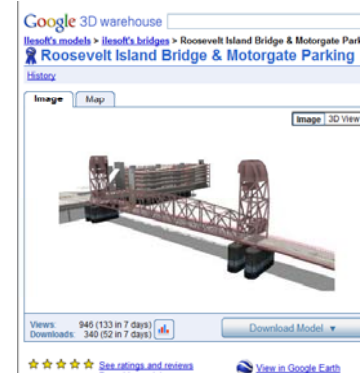 Google 3D warehouse
ilesoft's models > ilesoft's bridges > Roosevelt Island Bridge & Motorgate Park
Roosevelt Island Bridge & Motorgate Parking
History
Image Map
Image 3D View
Views: 946 (133 in 7 days)
Downloads: 340 (52 in 7 days)
Download Model
See ratings and reviews
View in Google Earth